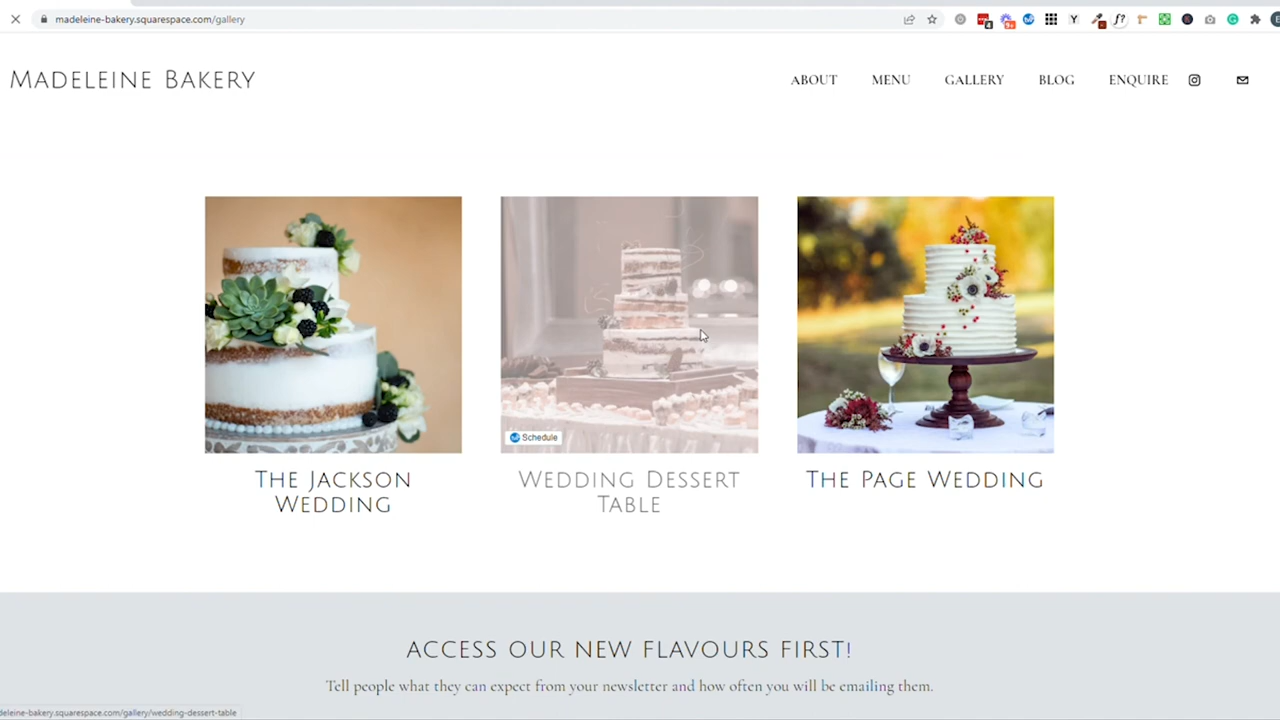 madeleine-bakery.squarespace.com/gallery
MADELEINE BAKERY
ABOUT MENU GALLERY BLOG ENQUIRE
Schedule
THE JACKSON
WEDDING
WEDDING DESSERT
TABLE
THE PAGE WEDDING
ACCESS OUR NEW FLAVOURS FIRST!
Tell people what they can expect from your newsletter and how often you will be emailing them.
deleine-bakery.squarespace.com/gallery/wedding-dessert-table